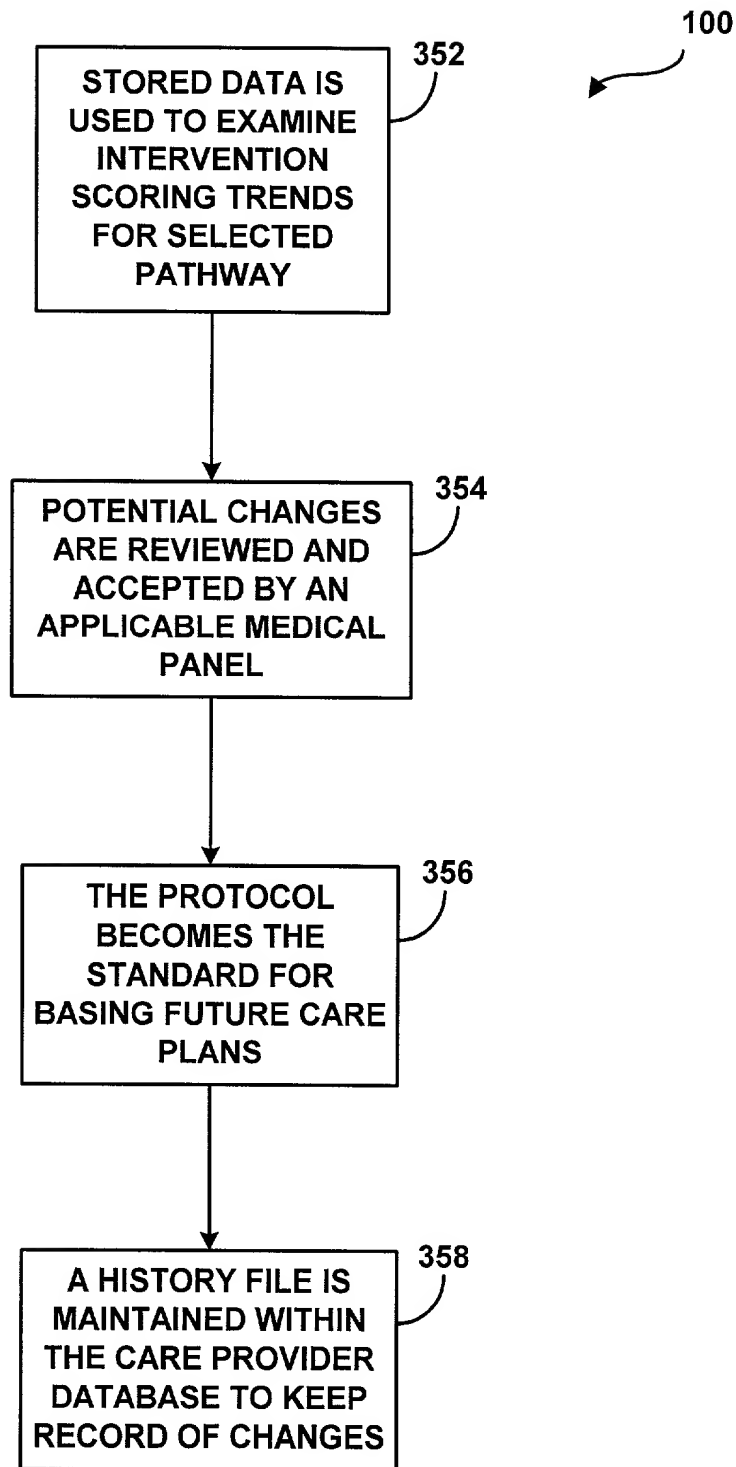 100
352
STORED DATA IS
USED TO EXAMINE
INTERVENTION
SCORING TRENDS
FOR SELECTED
PATHWAY
354
POTENTIAL CHANGES
ARE REVIEWED AND
ACCEPTED BY AN
APPLICABLE MEDICAL
PANEL
356
THE PROTOCOL
BECOMES THE
STANDARD FOR
BASING FUTURE CARE
PLANS
358
A HISTORY FILE IS
MAINTAINED WITHIN
THE CARE PROVIDER
DATABASE TO KEEP
RECORD OF CHANGES